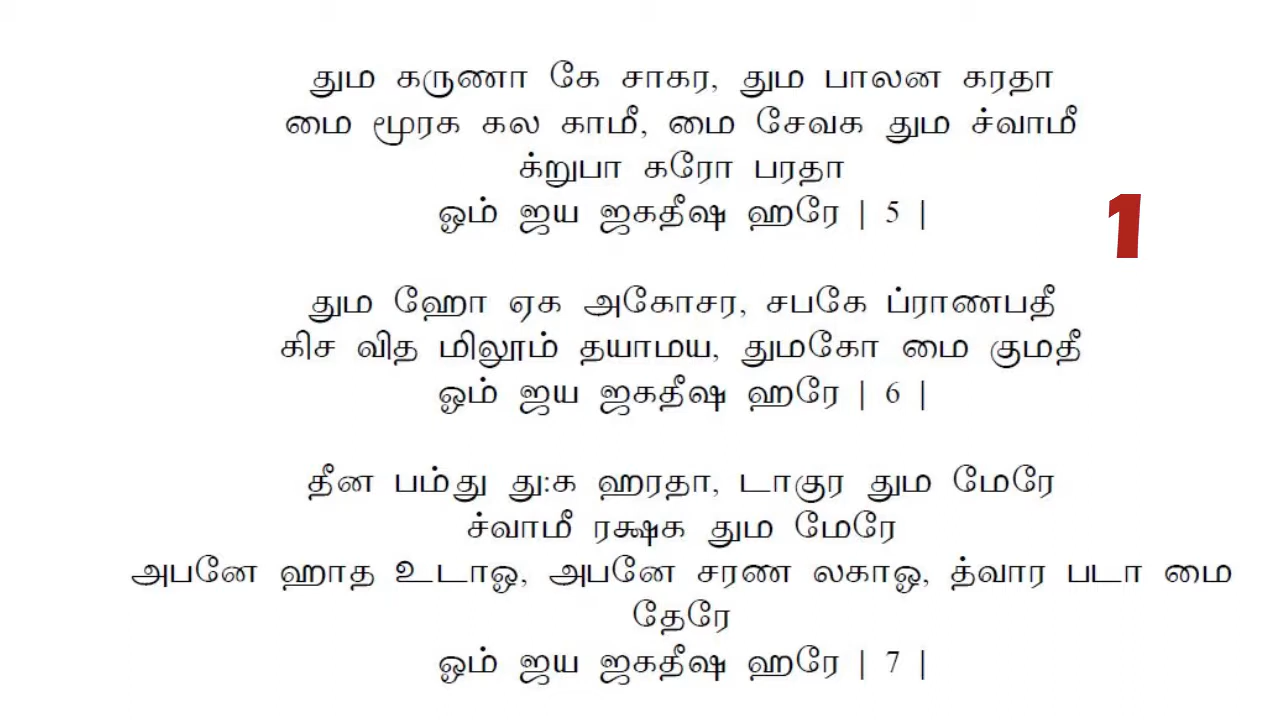 தும கருணா கே சாகர, தும பாலன கரதா
மை மூரக கல காமீ, மை சேவக தும ச்வாமீ
க்றுபா கரோ பரதா
ஓம் ஜய ஜகதீஷ ஹரே | 5 |
1
தும ஹோ ஏக அகோசர, சபகே ப்ராணபதீ
கிச வித மிலூம் தயாமய, துமகோ மை குமதீ
ஓம் ஜய ஜகதீஷ ஹரே | 6 |
தீன பம்து து:க ஹரதா, டாகுர தும மேரே
ச்வாமீ ரக்ஷக தும மேரே
அபனே ஹாத உடாஓ, அபனே சரண லகாஓ, த்வார படா மை
தேரே
ஓம் ஜய ஜகதீஷ ஹரே | 7 |